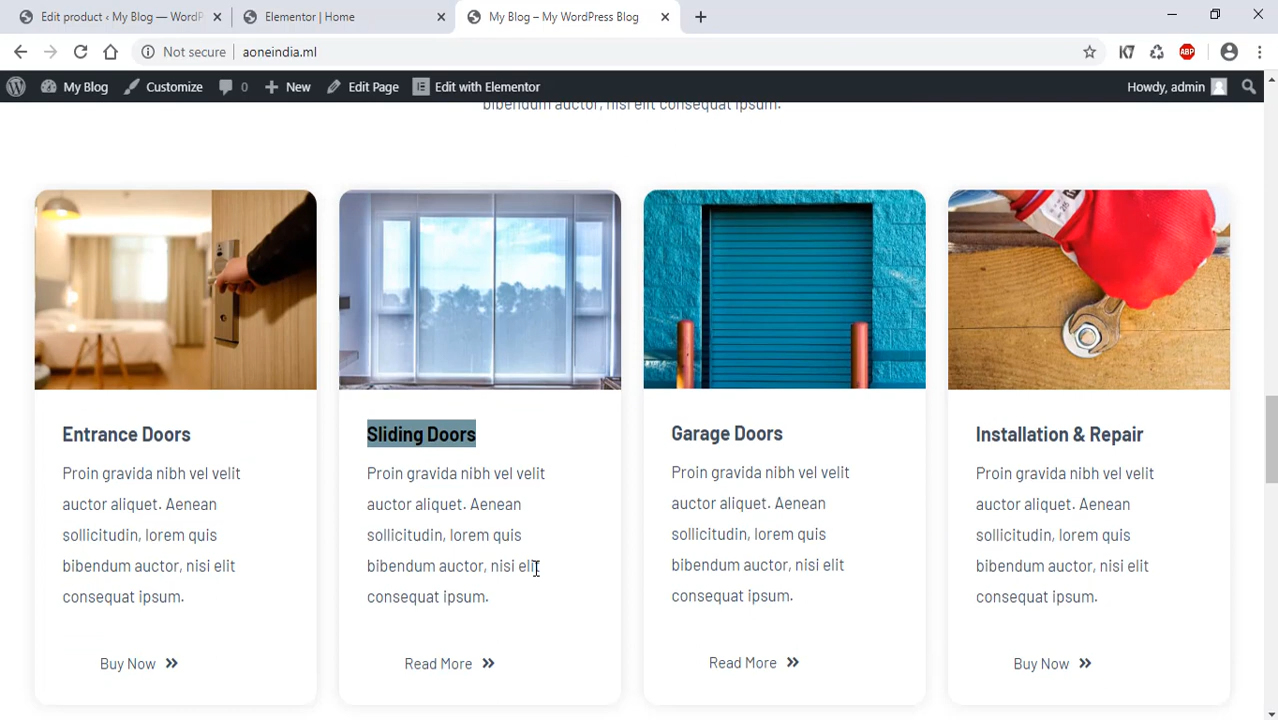 Edit product ‹ My Blog — WordP
Elementor | Home
My Blog – My WordPress Blog
Not secure
aoneindia.ml
K7
ABP
My Blog
Customize
0
New
Edit Page
Edit with Elementor
Howdy, admin
bibendum auctor, nisi elit consequat ipsum.
Entrance Doors
Proin gravida nibh vel velit
auctor aliquet. Aenean
sollicitudin, lorem quis
bibendum auctor, nisi elit
consequat ipsum.
Buy Now
Sliding Doors
Proin gravida nibh vel velit
auctor aliquet. Aenean
sollicitudin, lorem quis
bibendum auctor, nisi elit
consequat ipsum.
Read More
Garage Doors
Proin gravida nibh vel velit
auctor aliquet. Aenean
sollicitudin, lorem quis
bibendum auctor, nisi elit
consequat ipsum.
Read More
Installation & Repair
Proin gravida nibh vel velit
auctor aliquet. Aenean
sollicitudin, lorem quis
bibendum auctor, nisi elit
consequat ipsum.
Buy Now